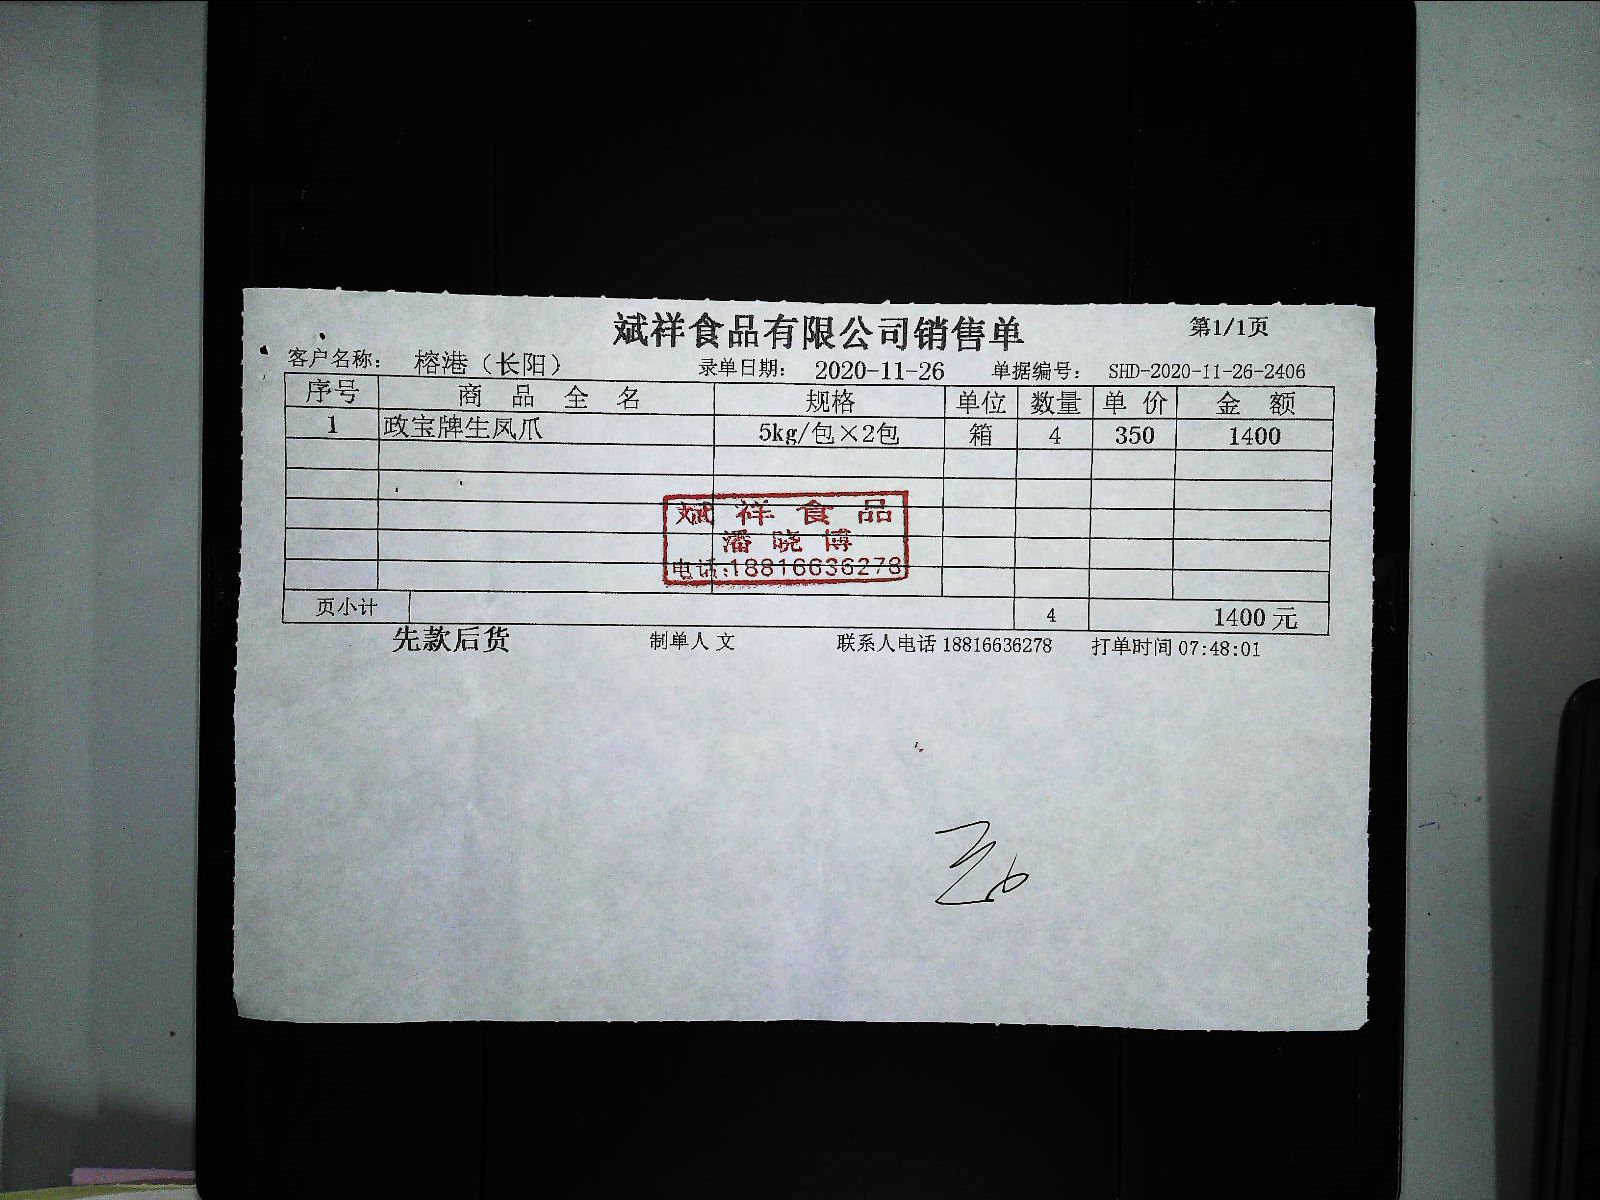 斌祥食品有限公司销售单 第1/1页
客户名称： 榕港（长阳） 录单日期： 2020-11-26 单据编号： SHD-2020-11-26-2406
序号 商品全名 规格 单位 数量 单价 金额
1 政宝牌生凤爪 5kg/包×2包 箱 4 350 1400
斌祥食品
潘晓博
电话:18816636278
页小计 4 1400 元
先款后货 制单人 文 联系人电话 18816636278 打单时间 07:48:01